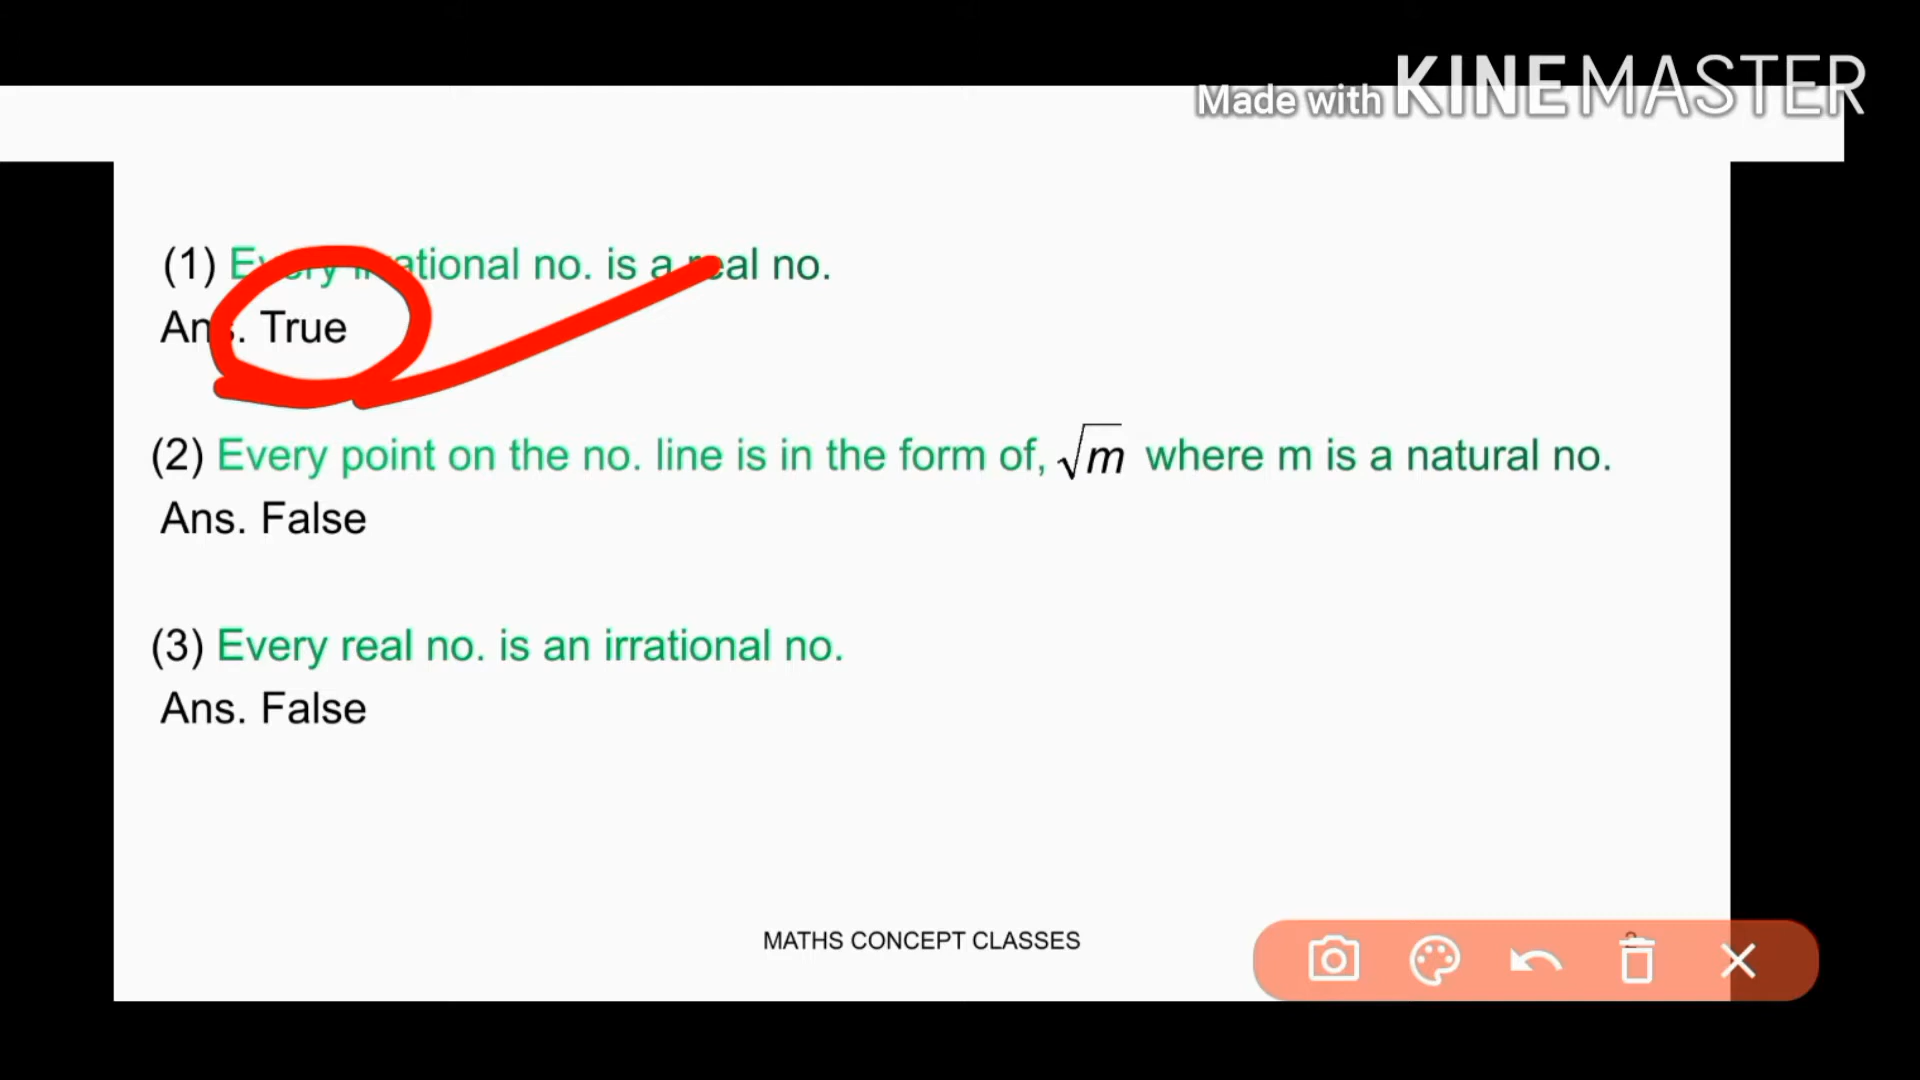 Made with KINEMASTER
(1) Every irrational no. is a real no.
Ans. True
(2) Every point on the no. line is in the form of, √m where m is a natural no.
Ans. False
(3) Every real no. is an irrational no.
Ans. False
MATHS CONCEPT CLASSES